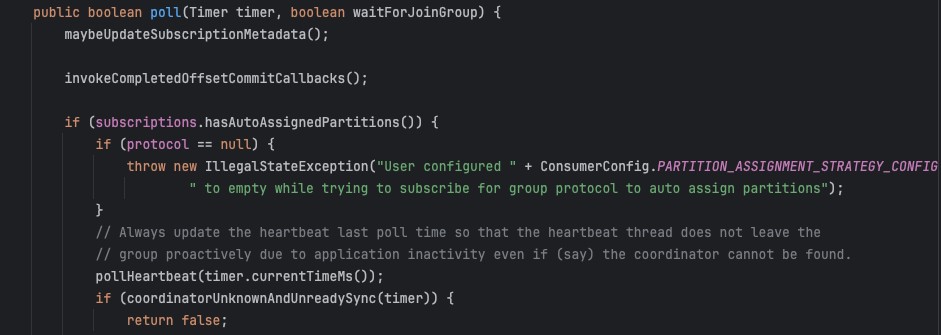 public boolean poll(Timer timer, boolean waitForJoinGroup) {
maybeUpdateSubscriptionMetadata();
invokeCompletedOffsetCommitCallbacks();
if (subscriptions.hasAutoAssignedPartitions()) {
if (protocol == null) {
throw new IllegalStateException("User configured " + ConsumerConfig.PARTITION_ASSIGNMENT_STRATEGY_CONFIG
" to empty while trying to subscribe for group protocol to auto assign partitions");
}
// Always update the heartbeat last poll time so that the heartbeat thread does not leave the
// group proactively due to application inactivity even if (say) the coordinator cannot be found.
pollHeartbeat(timer.currentTimeMs());
if (coordinatorUnknownAndUnreadySync(timer)) {
return false;